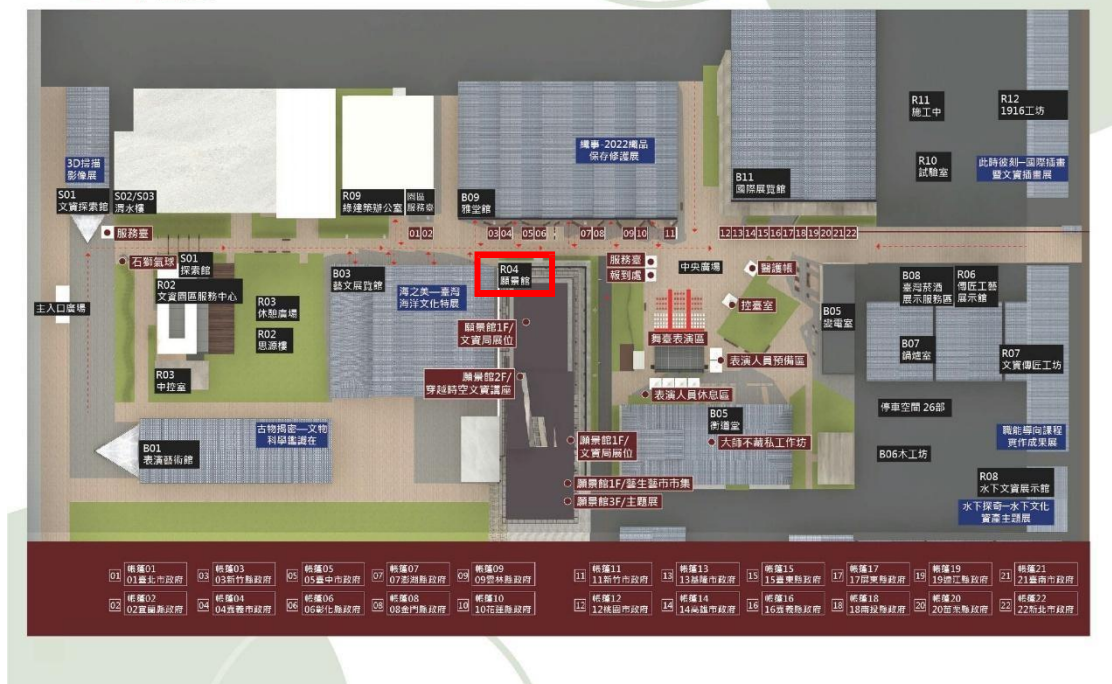 R11
施工中
R12
1916工坊
纖事-2022織品
保存修護展
3D掃描
影像展
R10
試驗室
此時彼刻—國際插畫
暨文資插畫展
B11
國際展覽館
S01
文資探索館
S02/S03
渭水樓
R09
綠建築辦公室
園區
服務臺
B09
雅堂館
服務臺
01 02
03 04
05 06
07 08
09 10
11
12 13 14 15 16 17 18 19 20 21 22
石獅氣球
S01
探索館
R02
文資園區服務中心
B03
藝文展覽館
海之美—臺灣
海洋文化特展
R04
願景館
服務臺
報到處
中央廣場
醫護帳
B08
臺灣菸酒
展示服務區
R06
傳匠工藝
展示館
主入口廣場
R03
休憩廣場
控臺室
B05
變電室
R02
思源樓
願景館1F/
文資局展位
舞臺表演區
B07
鍋爐室
R07
文資傳匠工坊
表演人員預備區
R03
中控室
願景館2F/
穿越時空文資講座
表演人員休息區
停車空間 26部
B05
衡道堂
古物揭密—文物
科學鑑識在
大師不藏私工作坊
職能導向課程
實作成果展
B01
表演藝術館
願景館1F/
文資局展位
B06木工坊
願景館1F/藝生藝市市集
R08
水下文資展示館
願景館3F/主題展
水下探奇—水下文化
資產主題展
01 帳篷01
01臺北市政府
03 帳篷03
03新竹縣政府
05 帳篷05
05臺中市政府
07 帳篷07
07澎湖縣政府
09 帳篷09
09雲林縣政府
11 帳篷11
11新竹市政府
13 帳篷13
13基隆市政府
15 帳篷15
15臺東縣政府
17 帳篷17
17屏東縣政府
19 帳篷19
19連江縣政府
21 帳篷21
21臺南市政府
02 帳篷02
02宜蘭縣政府
04 帳篷04
04嘉義市政府
06 帳篷06
06彰化縣政府
08 帳篷08
08金門縣政府
10 帳篷10
10花蓮縣政府
12 帳篷12
12桃園市政府
14 帳篷14
14高雄市政府
16 帳篷16
16嘉義縣政府
18 帳篷18
18南投縣政府
20 帳篷20
20苗栗縣政府
22 帳篷22
22新北市政府